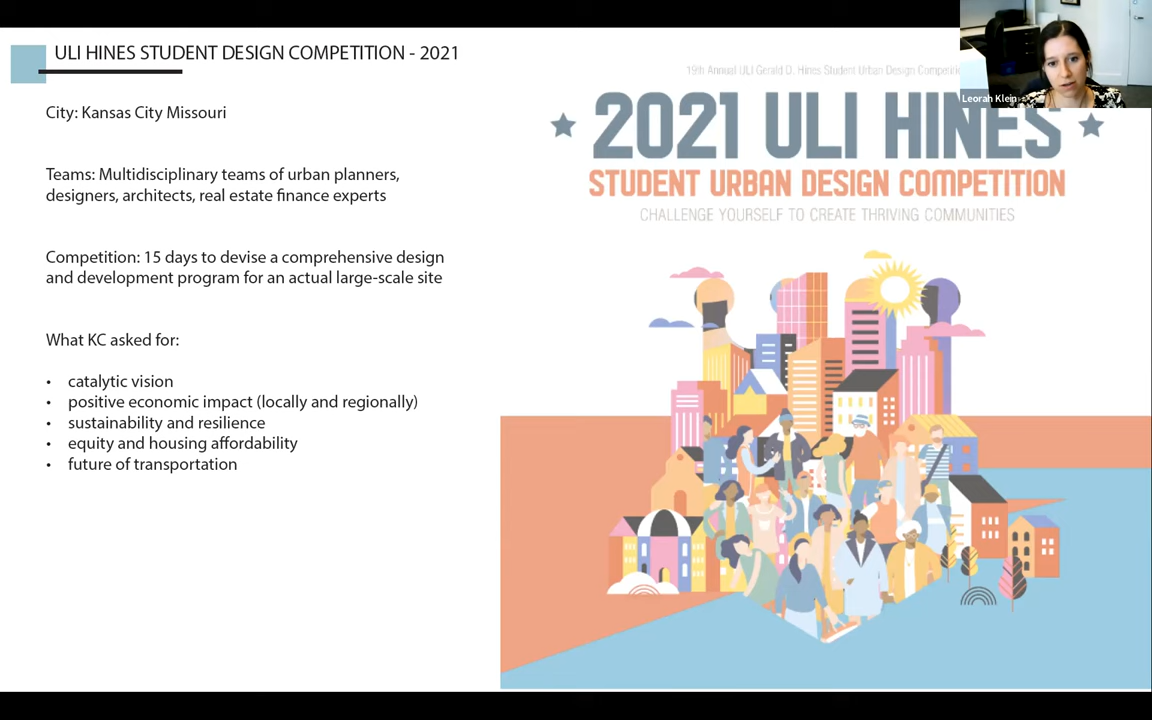 ULI HINES STUDENT DESIGN COMPETITION - 2021
City: Kansas City Missouri
Teams: Multidisciplinary teams of urban planners,
designers, architects, real estate finance experts
Competition: 15 days to devise a comprehensive design
and development program for an actual large-scale site
What KC asked for:
• catalytic vision
• positive economic impact (locally and regionally)
• sustainability and resilience
• equity and housing affordability
• future of transportation
19th Annual ULI Gerald D. Hines Student Urban Design
2021 ULI HINES
STUDENT URBAN DESIGN COMPETITION
CHALLENGE YOURSELF TO CREATE THRIVING COMMUNITIES
Leorah Klein